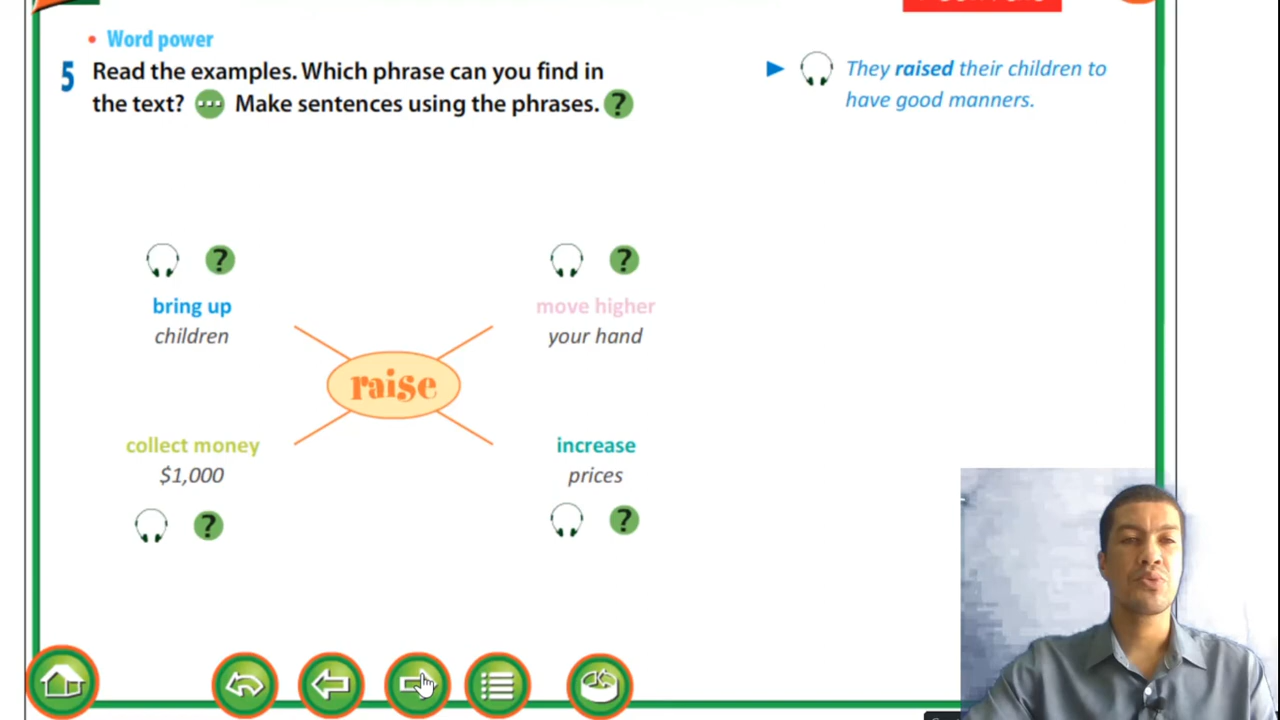 • Word power
5 Read the examples. Which phrase can you find in
the text? ... Make sentences using the phrases. ?
They raised their children to
have good manners.
? ?
bring up move higher
children your hand
raise
collect money increase
$1,000 prices
? ?